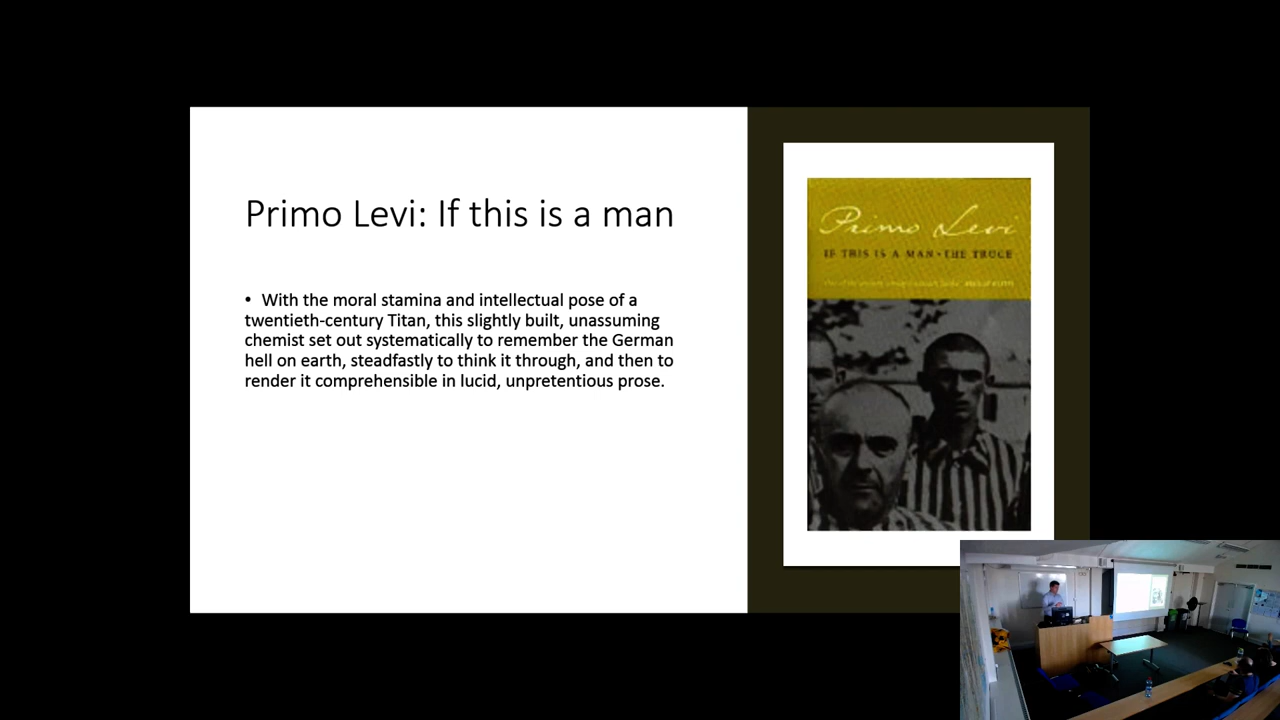 Primo Levi: If this is a man
• With the moral stamina and intellectual pose of a
twentieth-century Titan, this slightly built, unassuming
chemist set out systematically to remember the German
hell on earth, steadfastly to think it through, and then to
render it comprehensible in lucid, unpretentious prose.
Primo Levi
IF THIS IS A MAN · THE TRUCE